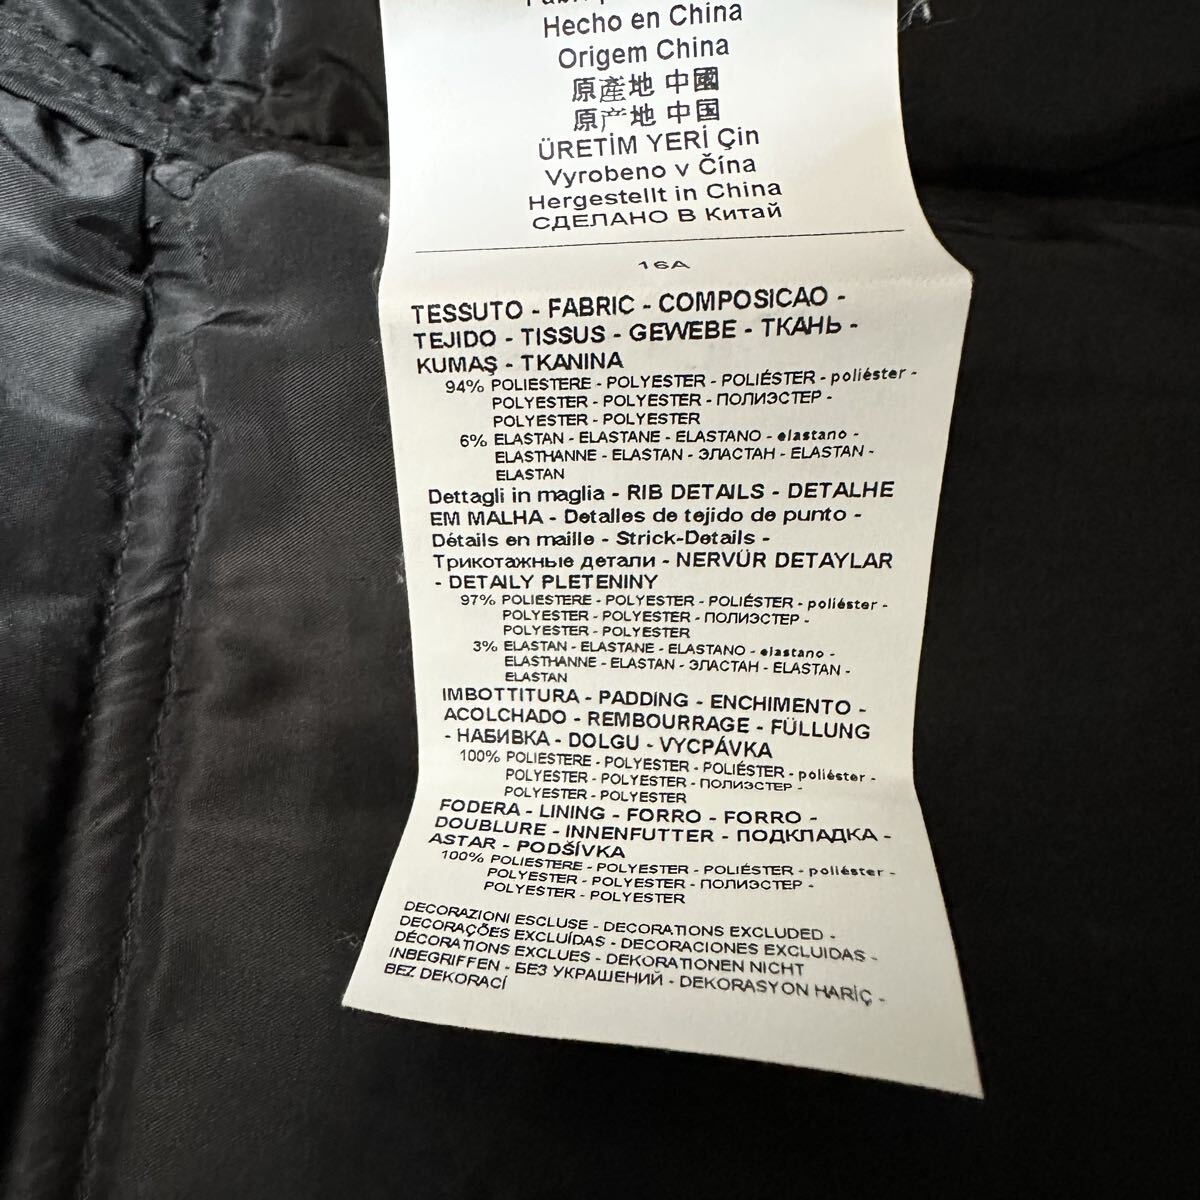 Hecho en China
Origem China
原產地 中國
原产地 中国
ÜRETİM YERİ Çin
Vyrobeno v Čína
Hergestellt in China
СДЕЛАНО В Китай
16A
TESSUTO - FABRIC - COMPOSICAO -
TEJIDO - TISSUS - GEWEBE - ТКАНЬ -
KUMAŞ - TKANINA
94% POLIESTERE - POLYESTER - POLIÉSTER - poliéster -
POLYESTER - POLYESTER - ПОЛИЭСТЕР -
POLYESTER - POLYESTER
6% ELASTAN - ELASTANE - ELASTANO - elastano -
ELASTHANNE - ELASTAN - ЭЛАСТАН - ELASTAN -
ELASTAN
Dettagli in maglia - RIB DETAILS - DETALHE
EM MALHA - Detalles de tejido de punto -
Détails en maille - Strick-Details -
Трикотажные детали - NERVÜR DETAYLAR
- DETAILY PLETENINY
97% POLIESTERE - POLYESTER - POLIÉSTER - poliéster -
POLYESTER - POLYESTER - ПОЛИЭСТЕР -
POLYESTER - POLYESTER
3% ELASTAN - ELASTANE - ELASTANO - elastano -
ELASTHANNE - ELASTAN - ЭЛАСТАН - ELASTAN -
ELASTAN
IMBOTTITURA - PADDING - ENCHIMENTO -
ACOLCHADO - REMBOURRAGE - FÜLLUNG
- НАБИВКА - DOLGU - VYCPÁVKA
100% POLIESTERE - POLYESTER - POLIÉSTER - poliéster -
POLYESTER - POLYESTER - ПОЛИЭСТЕР -
POLYESTER - POLYESTER
FODERA - LINING - FORRO - FORRO -
DOUBLURE - INNENFUTTER - ПОДКЛАДКА -
ASTAR - PODŠÍVKA
100% POLIESTERE - POLYESTER - POLIÉSTER - poliéster -
POLYESTER - POLYESTER - ПОЛИЭСТЕР -
POLYESTER - POLYESTER
DECORAZIONI ESCLUSE - DECORATIONS EXCLUDED -
DECORAÇÕES EXCLUÍDAS - DECORACIONES EXCLUIDAS -
DÉCORATIONS EXCLUES - DEKORATIONEN NICHT
INBEGRIFFEN - БЕЗ УКРАШЕНИЙ - DEKORASYON HARİÇ -
BEZ DEKORACÍ